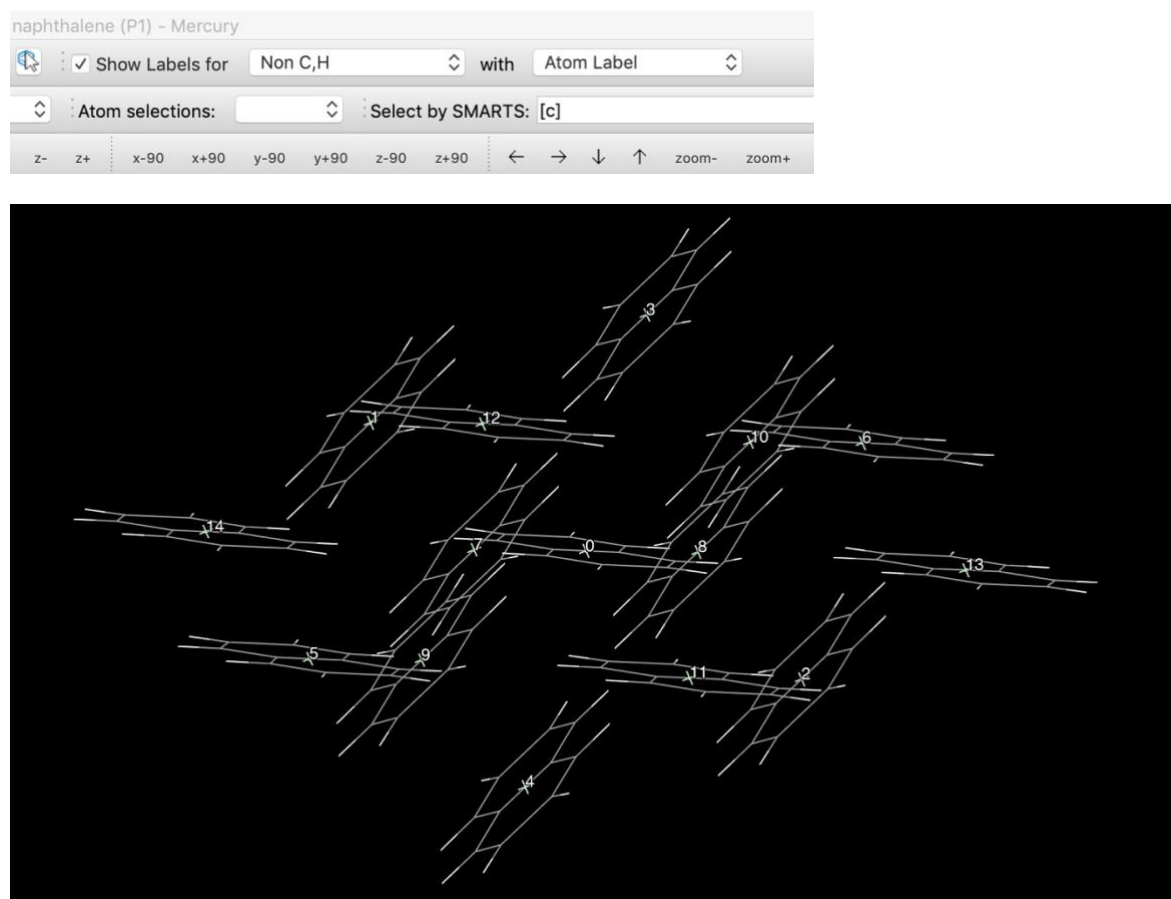 naphthalene (P1) - Mercury
Show Labels for Non C,H with Atom Label
Atom selections: Select by SMARTS: [c]
z- z+ x-90 x+90 y-90 y+90 z-90 z+90 ← → ↓ ↑ zoom- zoom+
3
1 12
10 6
14
7 0 8
13
5 9
11 2
4